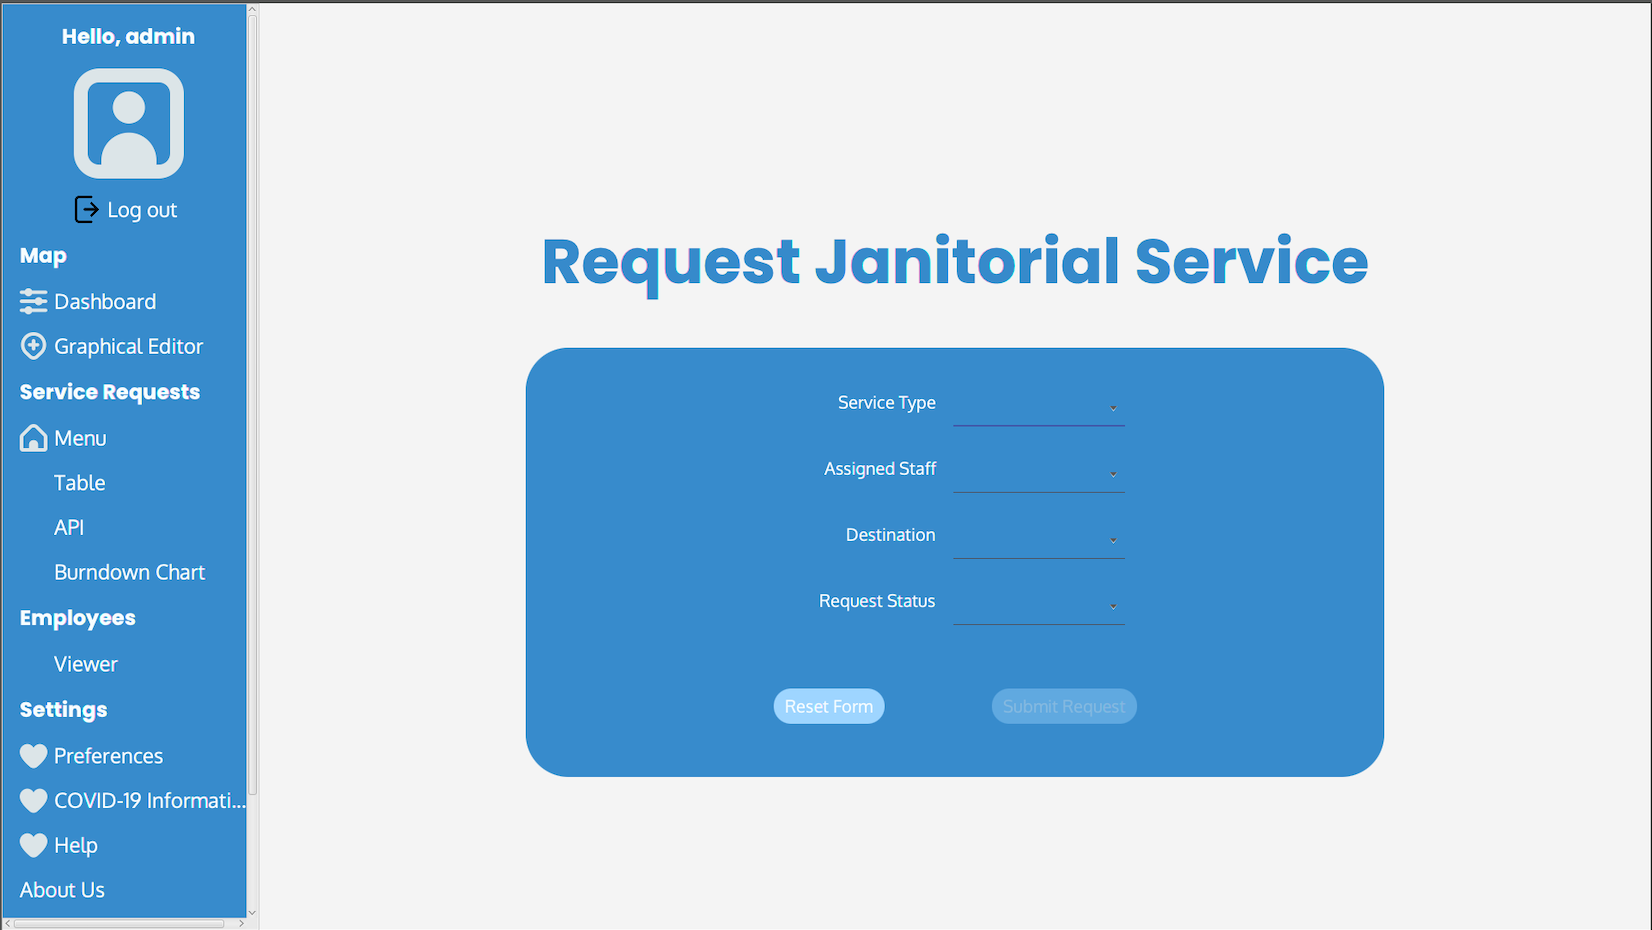 Hello, admin
Log out
Map
Dashboard
Graphical Editor
Service Requests
Menu
Table
API
Burndown Chart
Employees
Viewer
Settings
Preferences
COVID-19 Informati...
Help
About Us
Request Janitorial Service
Service Type
Assigned Staff
Destination
Request Status
Reset Form
Submit Request